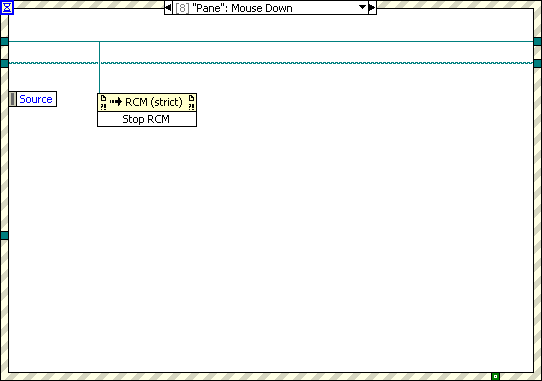 [8] "Pane": Mouse Down
Source
RCM (strict)
Stop RCM